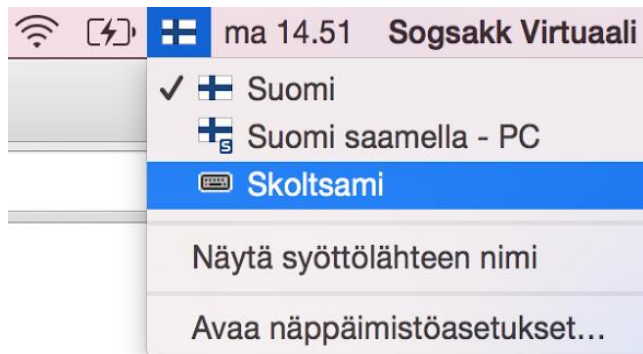 ma 14.51 Sogsakk Virtuaali
Suomi
Suomi saamella - PC
Skoltsami
Näytä syöttölähteen nimi
Avaa näppäimistöasetukset...